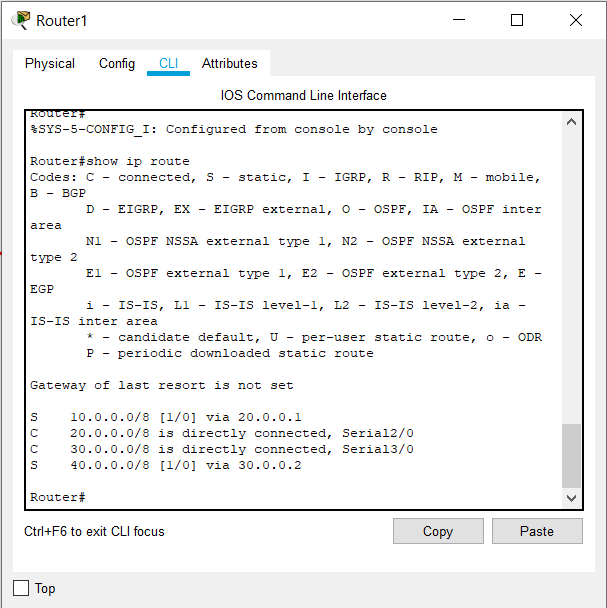 Router1
Physical Config CLI Attributes
IOS Command Line Interface
Router#
%SYS-5-CONFIG_I: Configured from console by console
Router#show ip route
Codes: C - connected, S - static, I - IGRP, R - RIP, M - mobile,
B - BGP
D - EIGRP, EX - EIGRP external, O - OSPF, IA - OSPF inter
area
N1 - OSPF NSSA external type 1, N2 - OSPF NSSA external
type 2
E1 - OSPF external type 1, E2 - OSPF external type 2, E -
EGP
i - IS-IS, L1 - IS-IS level-1, L2 - IS-IS level-2, ia -
IS-IS inter area
* - candidate default, U - per-user static route, o - ODR
P - periodic downloaded static route
Gateway of last resort is not set
S 10.0.0.0/8 [1/0] via 20.0.0.1
C 20.0.0.0/8 is directly connected, Serial2/0
C 30.0.0.0/8 is directly connected, Serial3/0
S 40.0.0.0/8 [1/0] via 30.0.0.2
Router#
Ctrl+F6 to exit CLI focus Copy Paste
Top